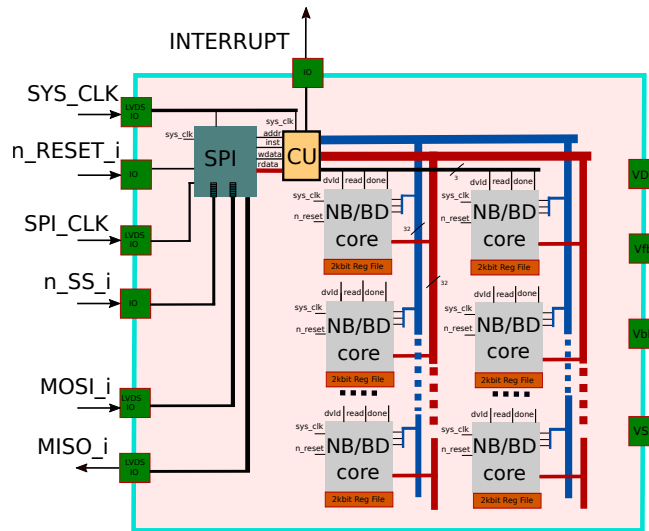 INTERRUPT
IO
SYS_CLK
LVDS
IO
sys_clk
sys_clk
addr
inst
wdata
rdata
SPI
CU
n_RESET_i
IO
SPI_CLK
LVDS
IO
n_SS_i
IO
MOSI_i
LVDS
IO
MISO_i
LVDS
IO
3
dvld read done
sys_clk
n_reset
NB/BD
core
2kbit Reg File
32
32
dvld read done
sys_clk
n_reset
NB/BD
core
2kbit Reg File
dvld read done
sys_clk
n_reset
NB/BD
core
2kbit Reg File
dvld read done
sys_clk
n_reset
NB/BD
core
2kbit Reg File
dvld read done
sys_clk
n_reset
NB/BD
core
2kbit Reg File
dvld read done
sys_clk
n_reset
NB/BD
core
2kbit Reg File